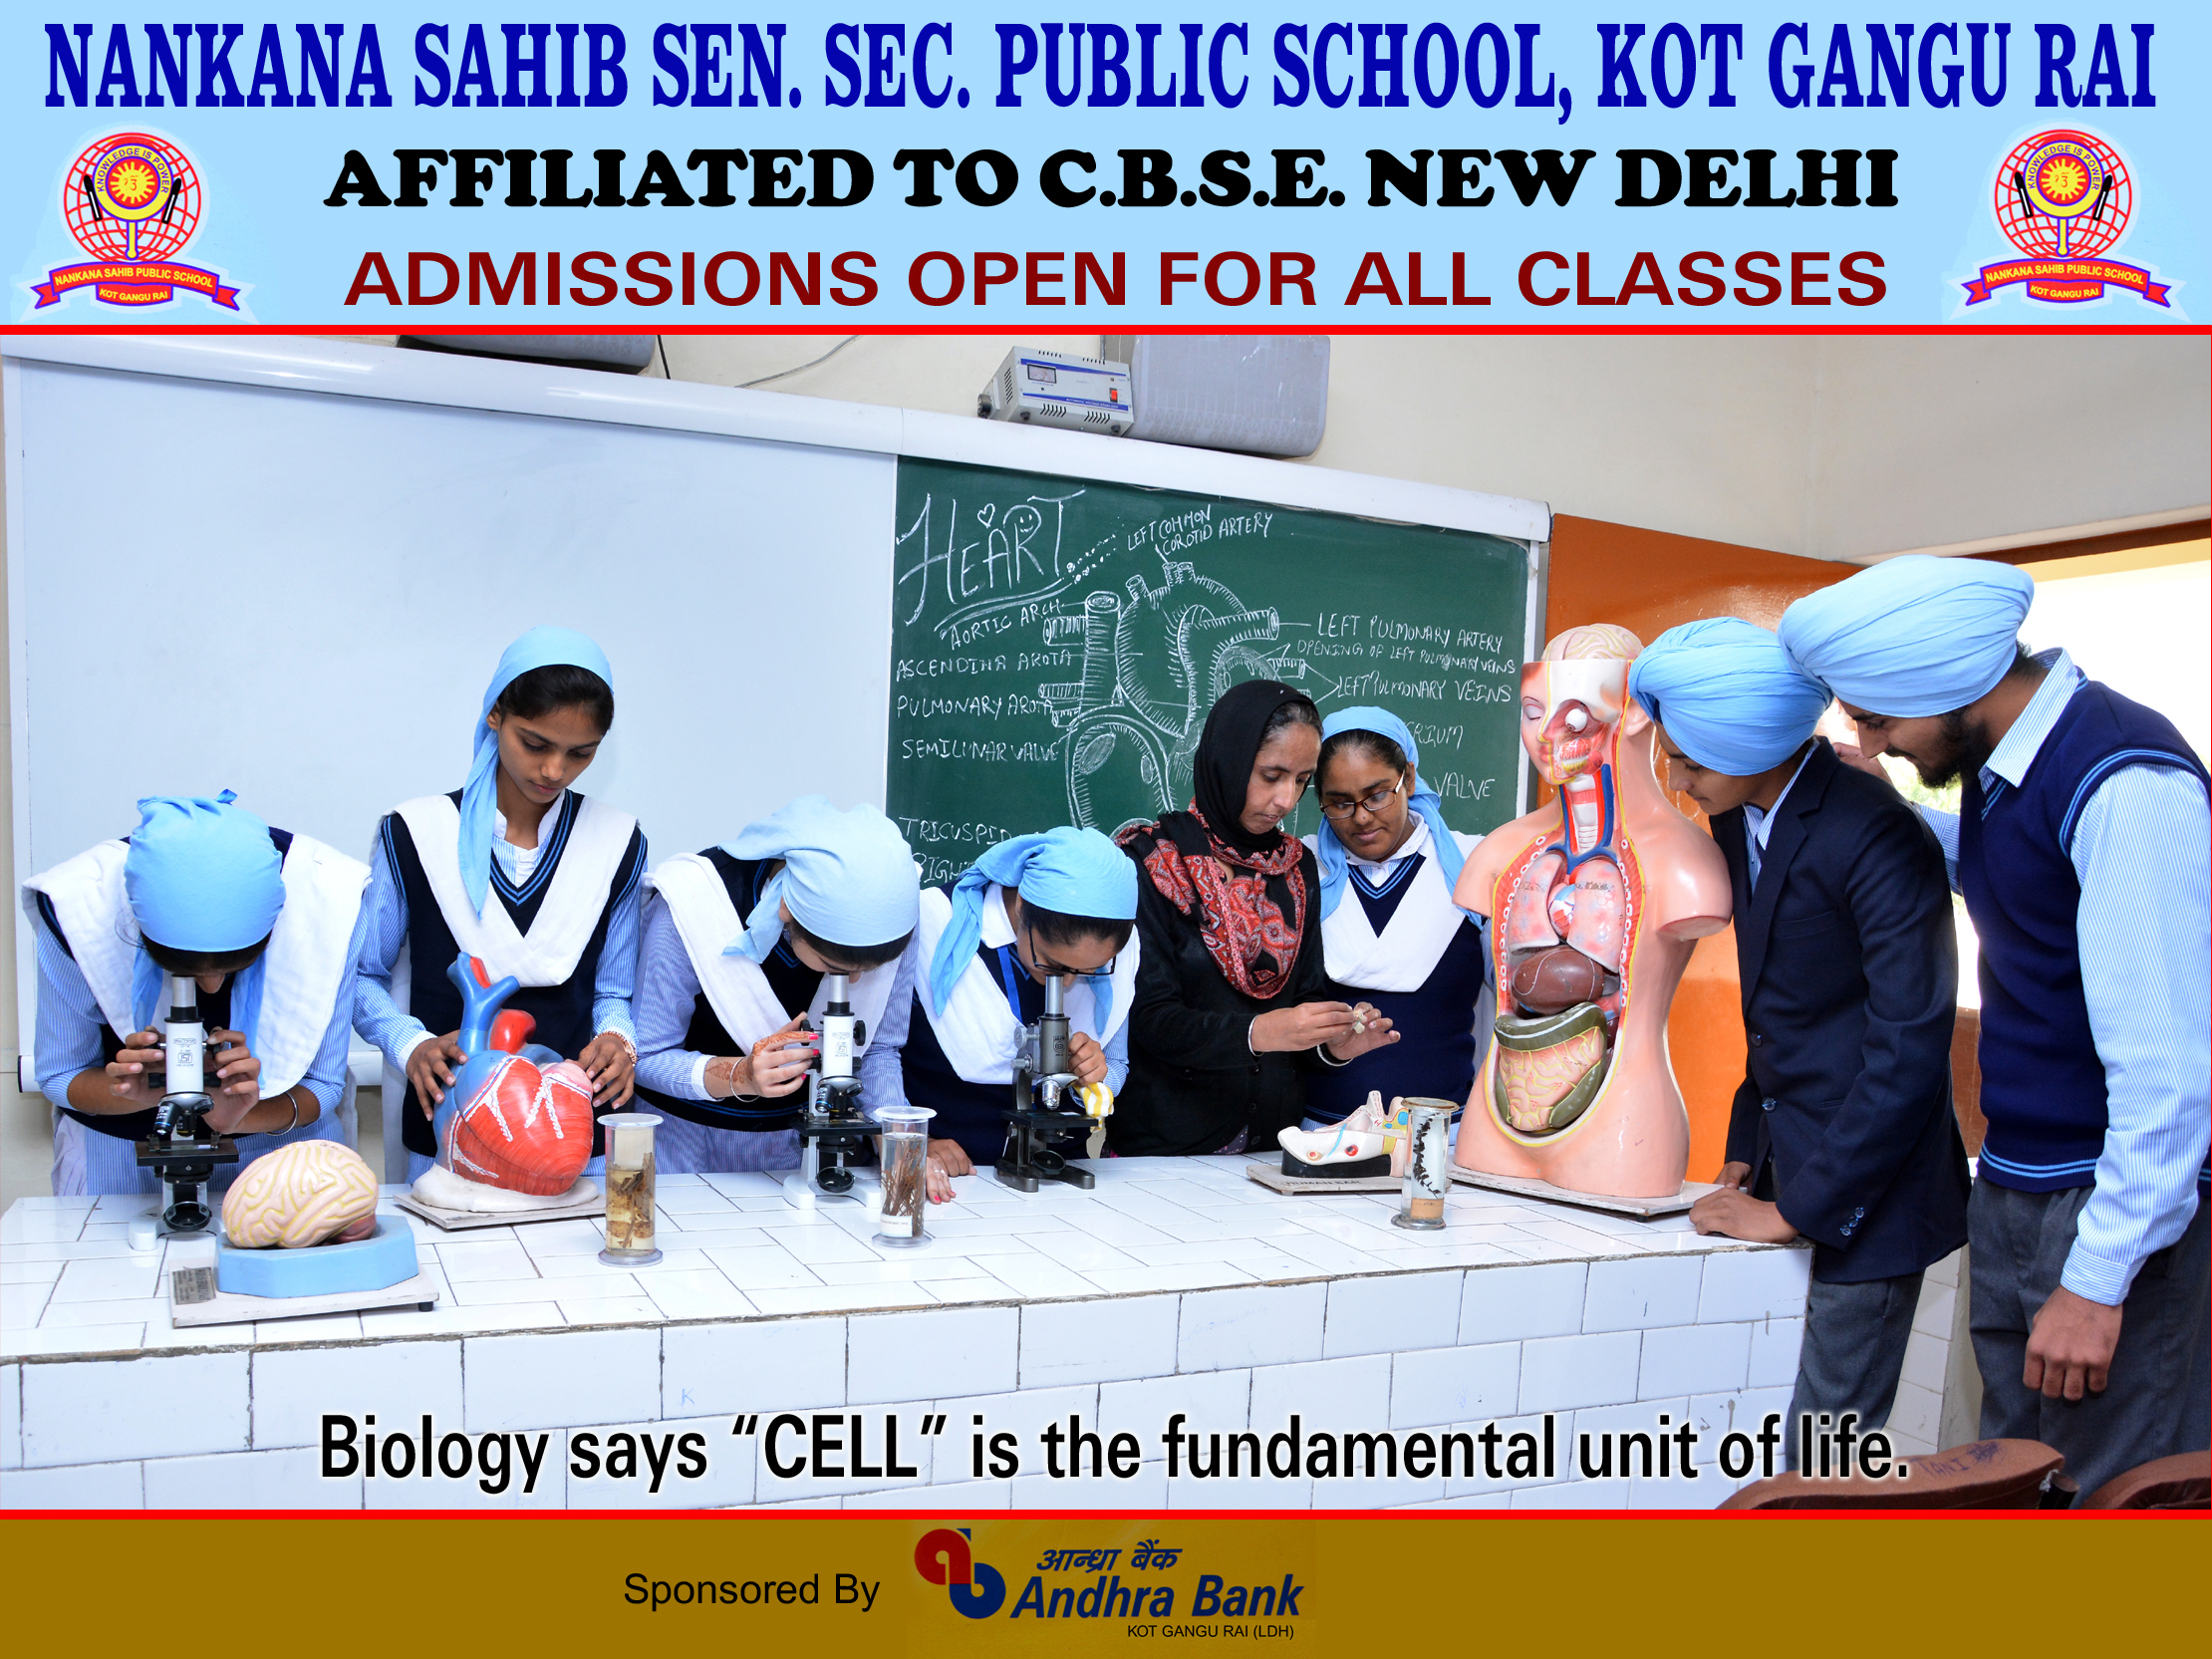 NANKANA SAHIB SEN. SEC. PUBLIC SCHOOL, KOT GANGU RAI
AFFILIATED TO C.B.S.E. NEW DELHI
ADMISSIONS OPEN FOR ALL CLASSES
KNOWLEDGE IS POWER
NANKANA SAHIB PUBLIC SCHOOL
KOT GANGU RAI
KNOWLEDGE IS POWER
NANKANA SAHIB PUBLIC SCHOOL
KOT GANGU RAI
HEART
LEFT COMMON
COROTID ARTERY
AORTIC ARCH
ASCENDIHA AROTA
PULMONARY AROTA
SEMILUNAR VALVE
TRICUSPID
LEFT PULMONARY ARTERY
OPENING OF LEFT PULMONARY VEINS
LEFT PULMONARY VEINS
VALVE
K
Biology says “CELL” is the fundamental unit of life.
Sponsored By
आन्ध्रा बैंक
Andhra Bank
KOT GANGU RAI (LDH)